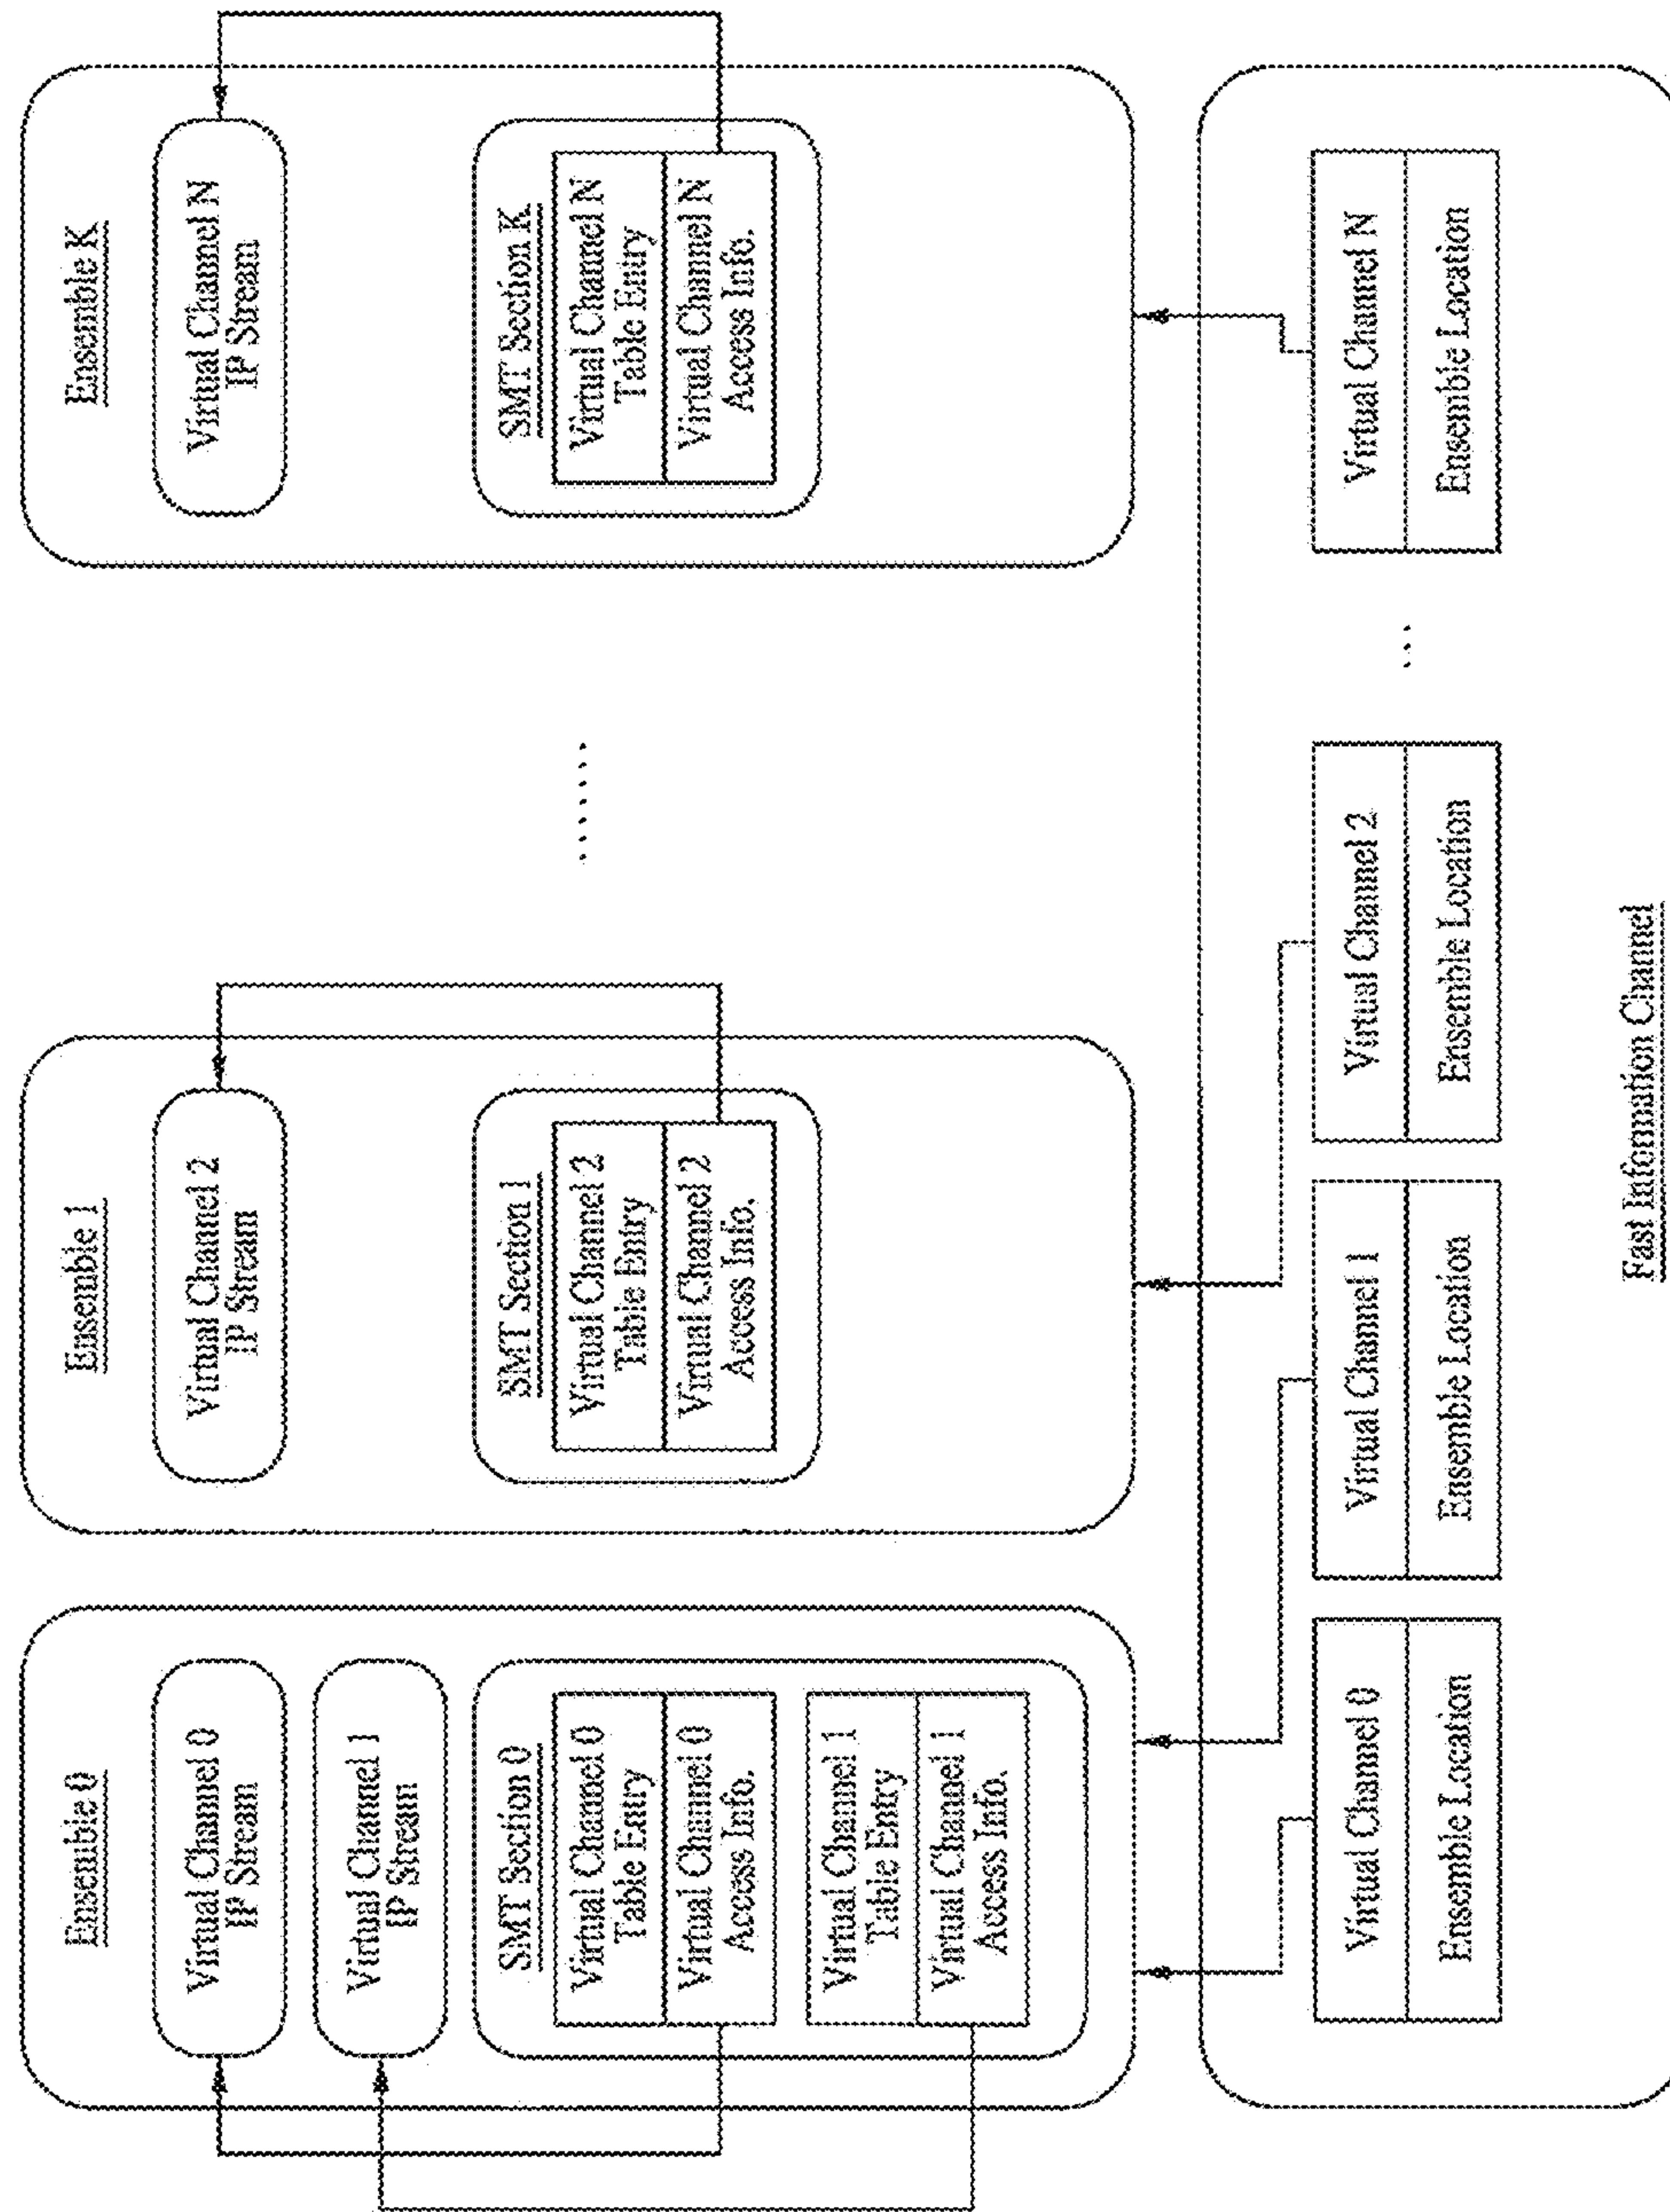 Ensemble 0
Virtual Channel 0
IP Stream
Virtual Channel 1
IP Stream
SMT Section 0
Virtual Channel 0
Table Entry
Virtual Channel 0
Access Info.
Virtual Channel 1
Table Entry
Virtual Channel 1
Access Info.
Ensemble 1
Virtual Channel 2
IP Stream
SMT Section 1
Virtual Channel 2
Table Entry
Virtual Channel 2
Access Info.
.......
Ensemble K
Virtual Channel N
IP Stream
SMT Section K
Virtual Channel N
Table Entry
Virtual Channel N
Access Info.
Virtual Channel 0
Ensemble Location
Virtual Channel 1
Ensemble Location
Virtual Channel 2
Ensemble Location
...
Virtual Channel N
Ensemble Location
Fast Information Channel